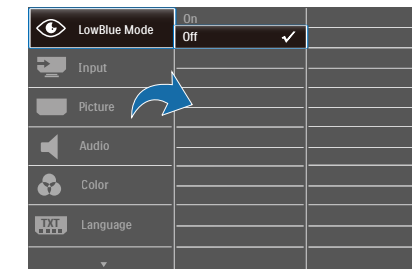 LowBlue Mode
On
Off
Input
Picture
Audio
Color
TXT
Language